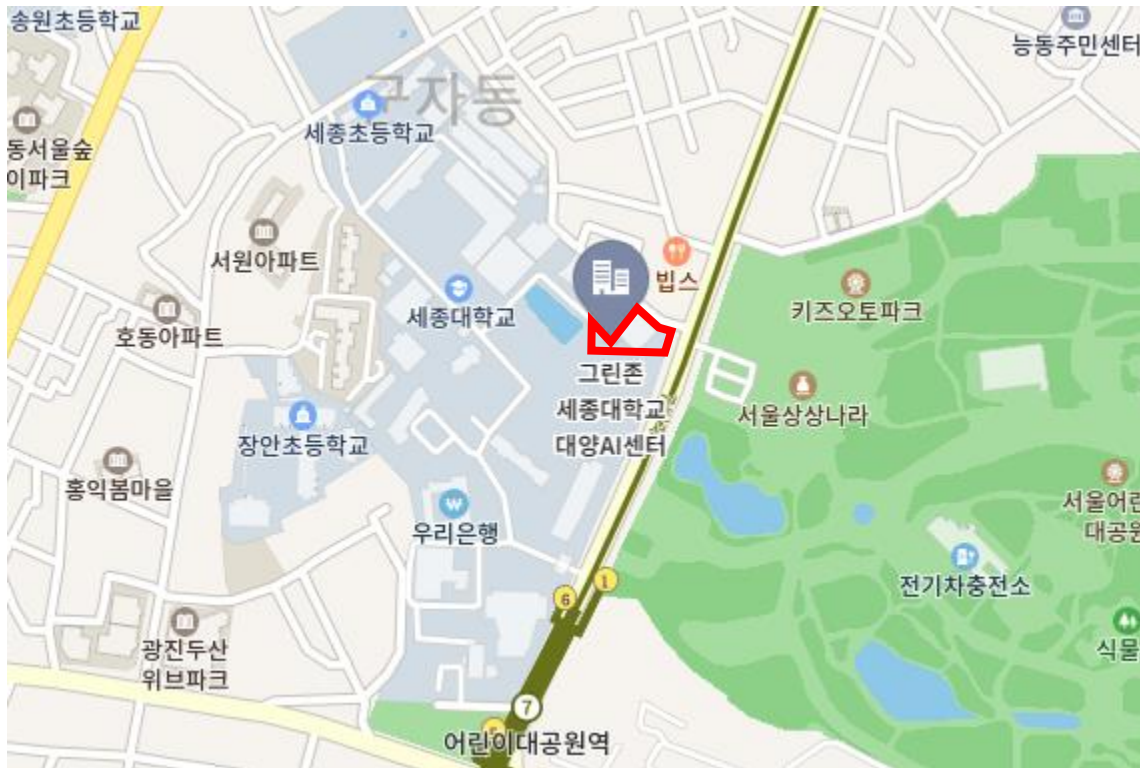 송원초등학교
능동주민센터
구자동
세종초등학교
동서울숲
이파크
서원아파트
빕스
키즈오토파크
세종대학교
호동아파트
그린존
세종대학교
대양AI센터
서울상상나라
장안초등학교
홍익봄마을
우리은행
서울어린
대공원
전기차충전소
1
6
광진두산
위브파크
식물
7
어린이대공원역